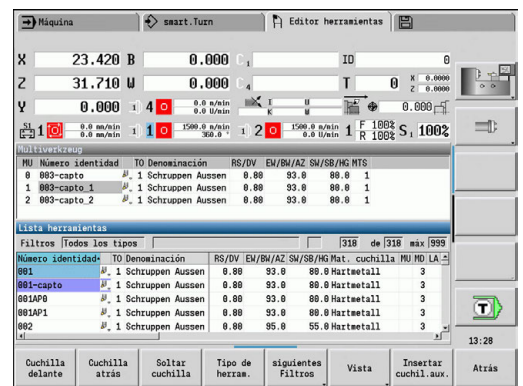 Máquina smart.Turn Editor herramientas
X 23.420 B 0.000 C 1 ID 0
Z 31.710 W 0.000 C 4 T 0 X 0.0000 Z 0.0000
Y 0.000 1 4 0 0.0 m/min 0.0 U/min X Z U W 0.000
S1 1 0.0 mm/min 0.0 mm/min 1 1 0 1500.0 U/min 360.0 ° 1 2 0 1500.0 m/min 0.0 U/min 1 F 100% R 100% S1 100%
Multiverkzeug
MU Número identidad TO Denominación RS/DV EW/BW/AZ SW/SB/HG MTS
0 003-capto 1 Schruppen Aussen 0.80 93.0 80.0 1
1 003-capto_1 1 Schruppen Aussen 0.80 93.0 80.0 1
2 003-capto_2 1 Schruppen Aussen 0.80 93.0 80.0 1
Lista herramientas
Filtros Todos los tipos 318 de 318 máx 999
Número identidad TO Denominación RS/DV EW/BW/AZ SW/SB/HG Mat. cuchilla MU MD LA
001 1 Schruppen Aussen 0.80 93.0 80.0 Hartmetall 3
001-capto 1 Schruppen Aussen 0.80 93.0 80.0 Hartmetall 3
001AP0 1 Schruppen Aussen 0.80 93.0 80.0 Hartmetall 3
001AP1 1 Schruppen Aussen 0.80 93.0 80.0 Hartmetall 3
002 1 Schruppen Aussen 0.80 95.0 55.0 Hartmetall 3
T
13:28
Cuchilla delante
Cuchilla atrás
Soltar cuchilla
Tipo de herram.
siguientes Filtros
Vista
Insertar cuchil.aux.
Atrás